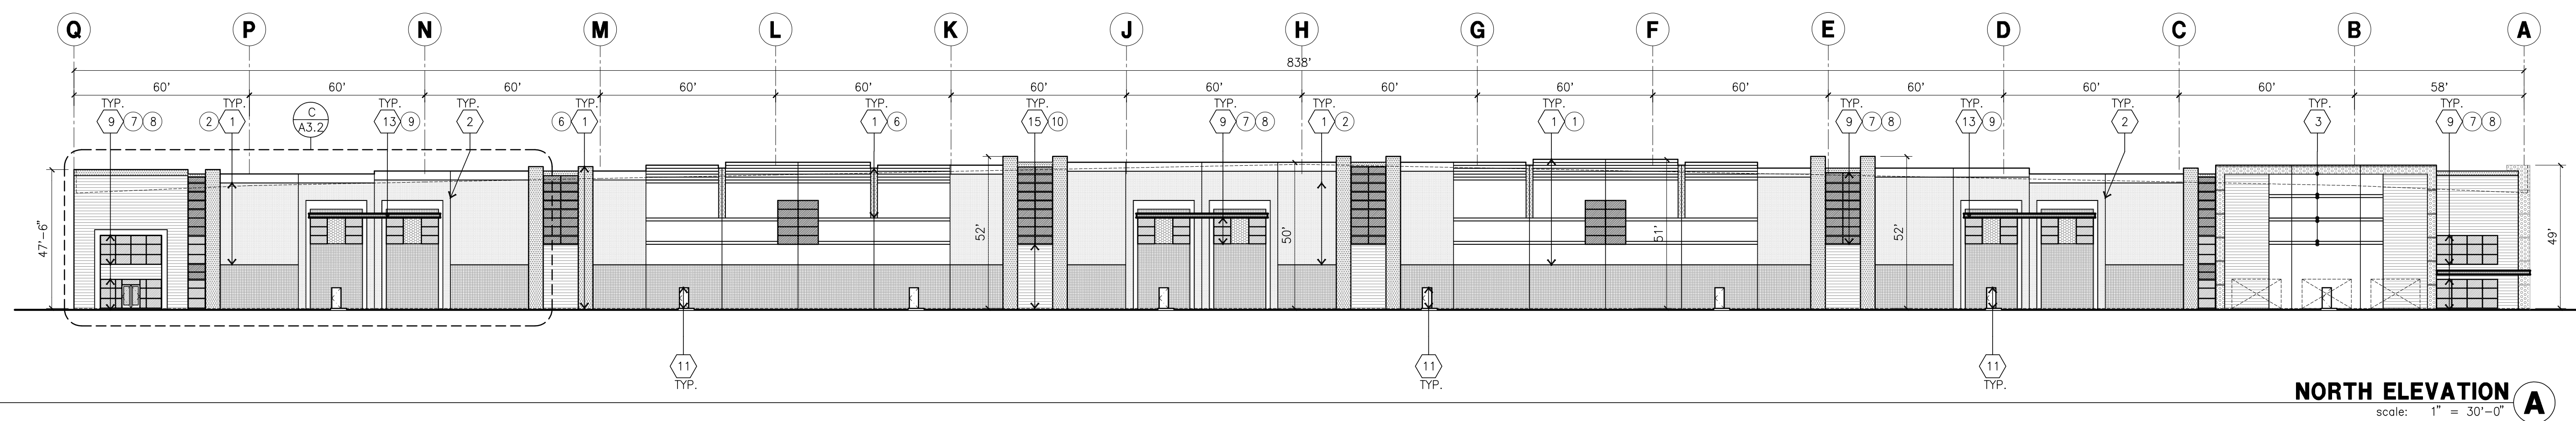 Q P N M L K J H G F E D C B A
838'
60' 60' 60' 60' 60' 60' 60' 60' 60' 60' 60' 60' 60' 58'
TYP. TYP. TYP. TYP. TYP. TYP. TYP. TYP. TYP. TYP. TYP. TYP. TYP. TYP. TYP.
9 7 8 2 1 C 13 9 2 6 1 1 6 15 10 9 7 8 1 2 1 1 9 7 8 13 9 2 3 9 7 8
A3.2
47'-6" 52' 50' 51' 52' 49'
11 11 11
TYP. TYP. TYP.
NORTH ELEVATION A
scale: 1" = 30'-0"